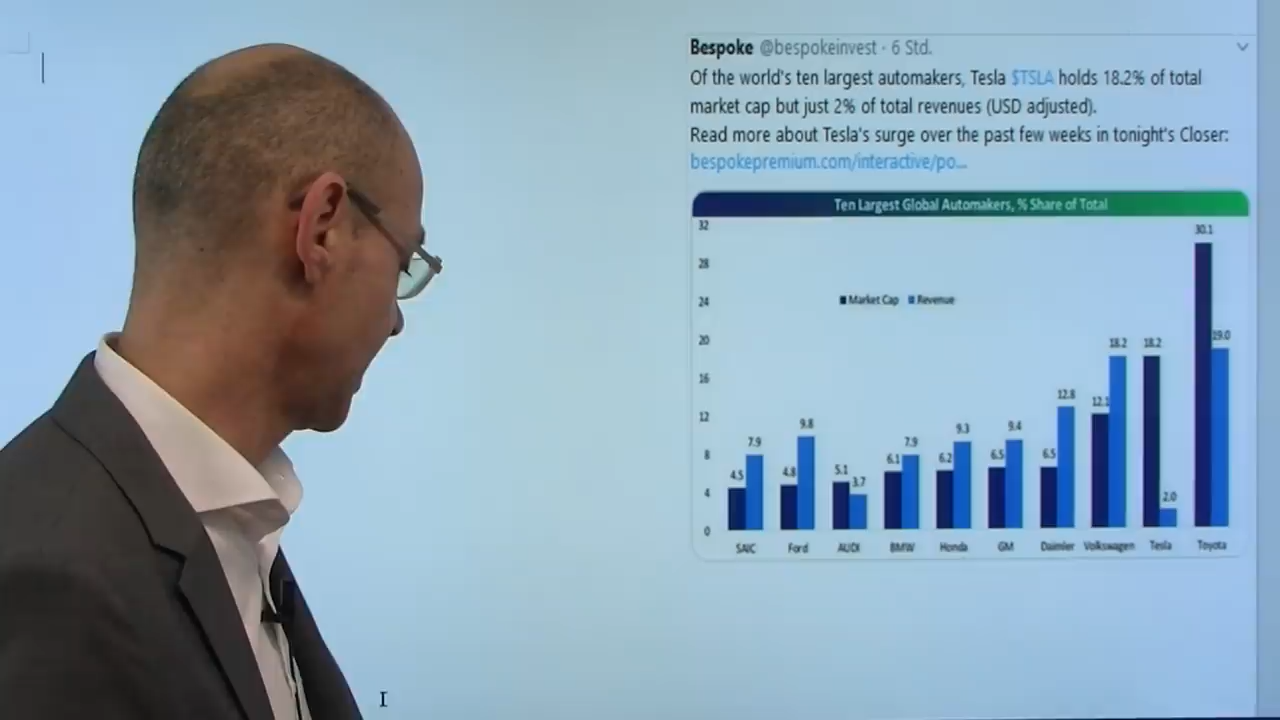 Bespoke @bespokeinvest · 6 Std.
Of the world's ten largest automakers, Tesla $TSLA holds 18.2% of total
market cap but just 2% of total revenues (USD adjusted).
Read more about Tesla's surge over the past few weeks in tonight's Closer:
bespokepremium.com/interactive/po...
Ten Largest Global Automakers, % Share of Total
32
28
24
20
16
12
8
4
0
Market Cap Revenue
4.5 7.9
4.8 9.8
5.1 3.7
6.1 7.9
6.2 9.3
6.5 9.4
6.5 12.8
12.1 18.2
18.2 2.0
30.1 19.0
SAIC Ford AUDI BMW Honda GM Daimler Volkswagen Tesla Toyota